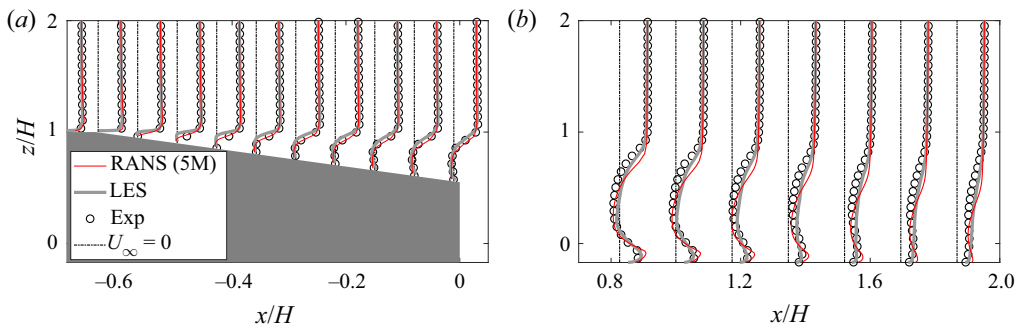 (a)
2
1
0
z/H
RANS (5M)
LES
Exp
U∞ = 0
−0.6
−0.4
−0.2
0
x/H
(b)
2
1
0
0.8
1.2
1.6
2.0
x/H